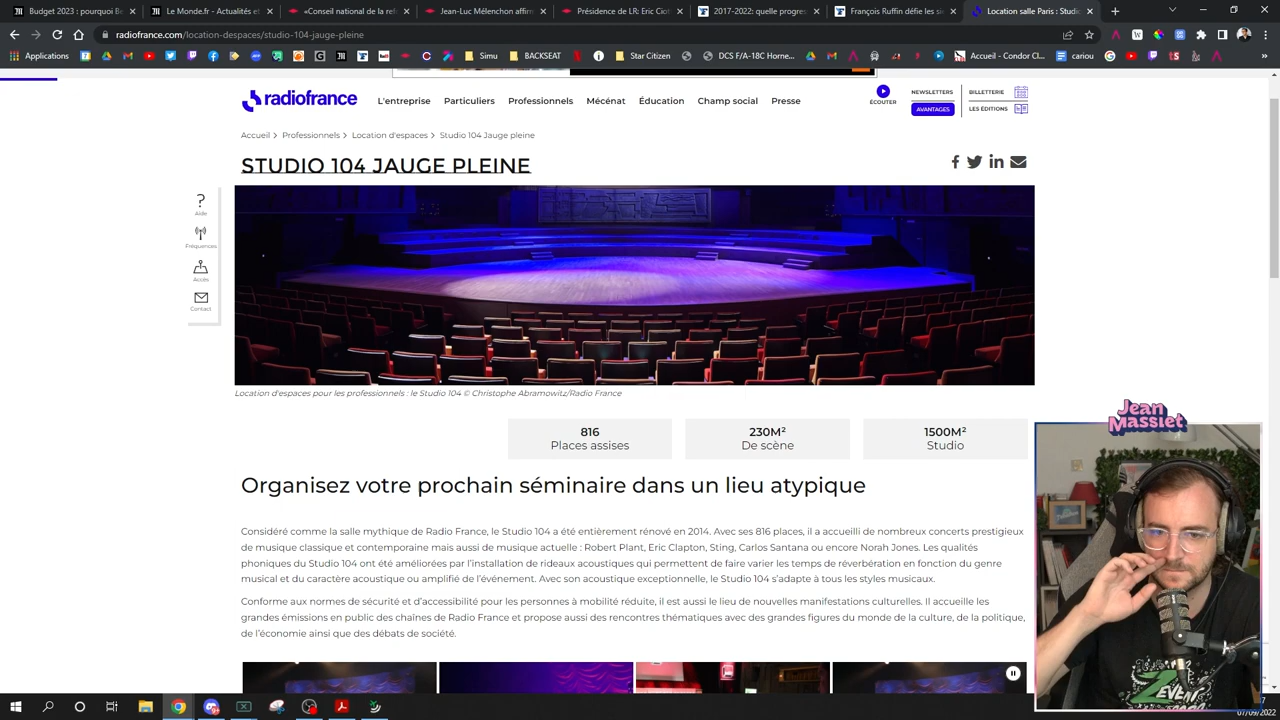 Budget 2023 : pourquoi Be
Le Monde.fr - Actualités et
«Conseil national de la ref
Jean-Luc Mélenchon affirm
Présidence de LR: Eric Ciot
2017-2022: quelle progres
François Ruffin défie les si
Location salle Paris : Studio
radiofrance.com/location-despaces/studio-104-jauge-pleine
Applications
Simu
BACKSEAT
Star Citizen
DCS F/A-18C Horne...
Accueil - Condor Cl...
cariou
radiofrance
L'entreprise
Particuliers
Professionnels
Mécénat
Éducation
Champ social
Presse
ÉCOUTER
NEWSLETTERS
AVANTAGES
BILLETTERIE
LES ÉDITIONS
Accueil > Professionnels > Location d'espaces > Studio 104 Jauge pleine
STUDIO 104 JAUGE PLEINE
Aide
Fréquences
Accès
Contact
Location d'espaces pour les professionnels : le Studio 104 © Christophe Abramowitz/Radio France
816
Places assises
230M²
De scène
1500M²
Studio
Organisez votre prochain séminaire dans un lieu atypique
Considéré comme la salle mythique de Radio France, le Studio 104 a été entièrement rénové en 2014. Avec ses 816 places, il a accueilli de nombreux concerts prestigieux
de musique classique et contemporaine mais aussi de musique actuelle : Robert Plant, Eric Clapton, Sting, Carlos Santana ou encore Norah Jones. Les qualités
phoniques du Studio 104 ont été améliorées par l'installation de rideaux acoustiques qui permettent de faire varier les temps de réverbération en fonction du genre
musical et du caractère acoustique ou amplifié de l'événement. Avec son acoustique exceptionnelle, le Studio 104 s'adapte à tous les styles musicaux.
Conforme aux normes de sécurité et d'accessibilité pour les personnes à mobilité réduite, il est aussi le lieu de nouvelles manifestations culturelles. Il accueille les
grandes émissions en public des chaînes de Radio France et propose aussi des rencontres thématiques avec des grandes figures du monde de la culture, de la politique,
de l'économie ainsi que des débats de société.
Jean
Massiet
ZEVENT
07/09/2022